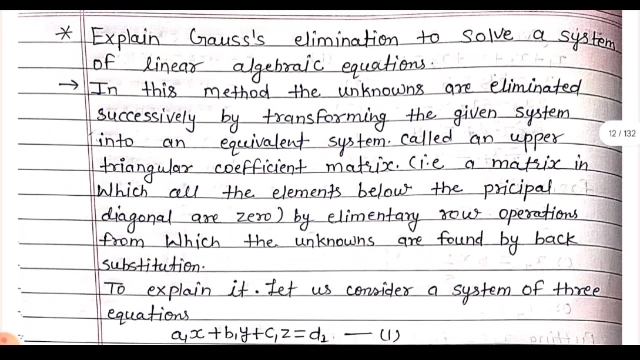 * Explain Gauss's elimination to solve a system
of linear algebraic equations.
→ In this method the unknowns are eliminated
successively by transforming the given system
into an equivalent system. called an upper
triangular coefficient matrix. (i.e a matrix in
which all the elements below the pricipal
diagonal are zero) by elimentary row operations
from which the unknowns are found by back
substitution.
To explain it. let us consider a system of three
equations
a₁x+b₁y+c₁z=d₂ — (1)
12 / 132